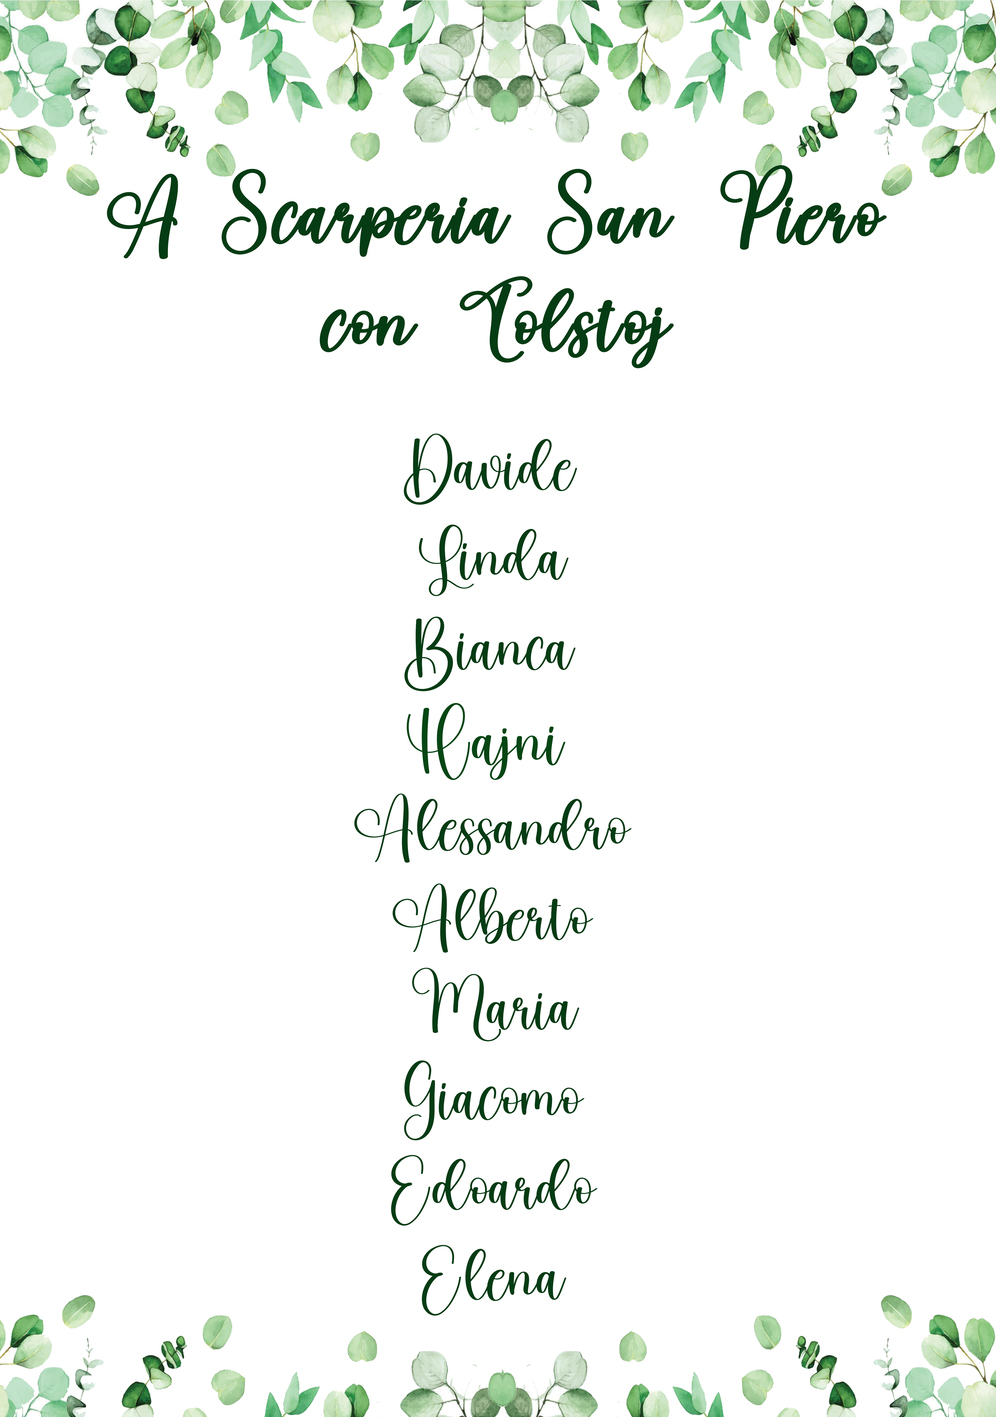 A Scarperia San Piero
con Tolstoj
Davide
Linda
Bianca
Hajni
Alessandro
Alberto
Maria
Giacomo
Edoardo
Elena